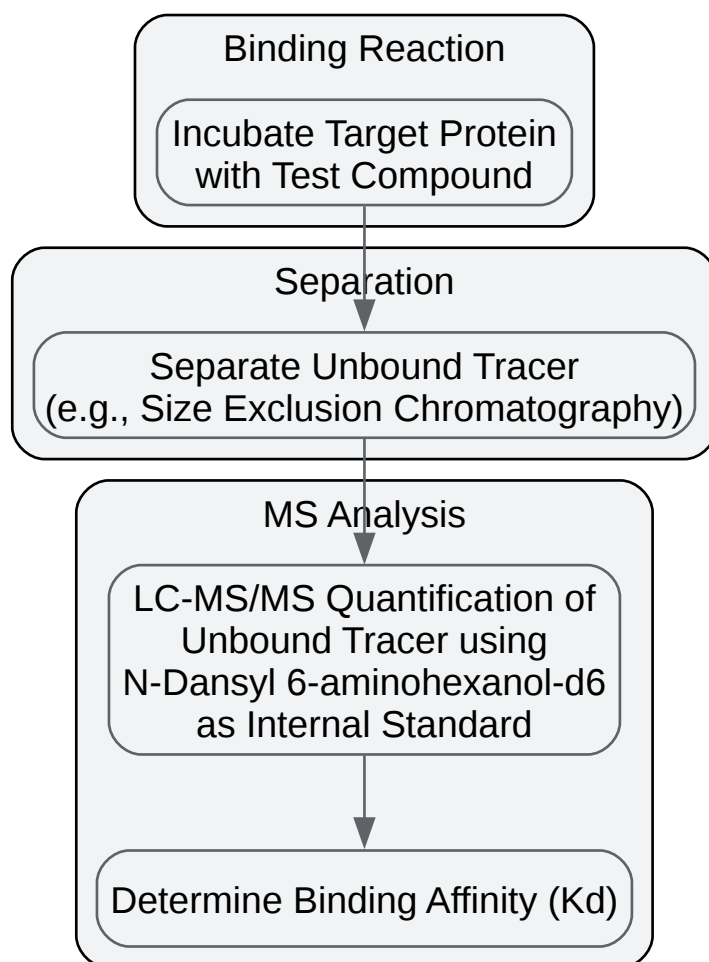 Binding Reaction
Incubate Target Protein
with Test Compound
Separation
Separate Unbound Tracer
(e.g., Size Exclusion Chromatography)
MS Analysis
LC-MS/MS Quantification of
Unbound Tracer using
N-Dansyl 6-aminohexanol-d6
as Internal Standard
Determine Binding Affinity (Kd)